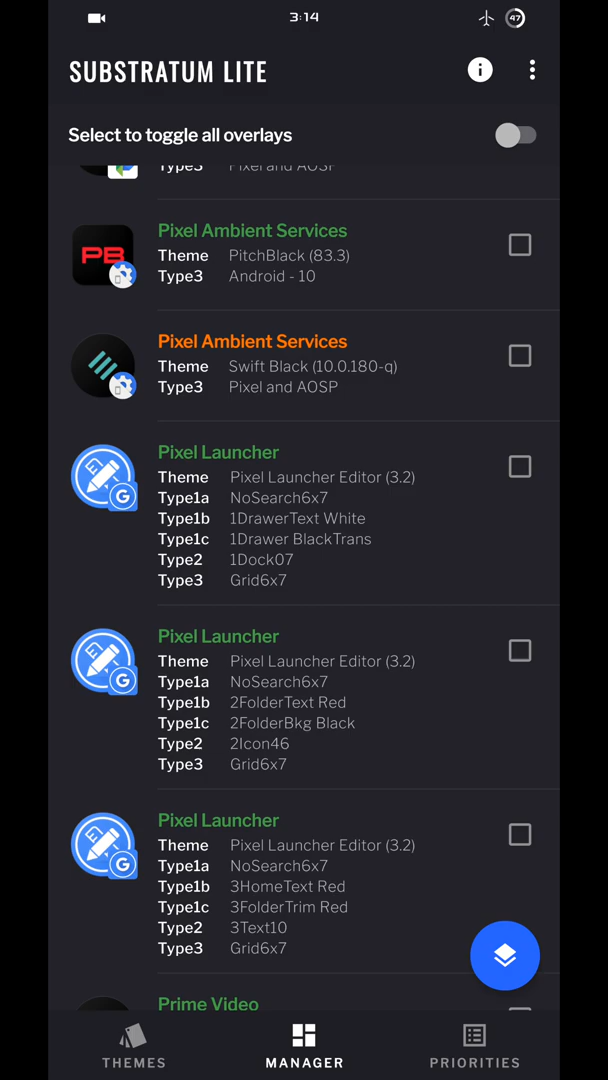 3:14
47
SUBSTRATUM LITE
Select to toggle all overlays
Type3 Pixel and AOSP
Pixel Ambient Services
PB
Theme PitchBlack (83.3)
Type3 Android - 10
Pixel Ambient Services
Theme Swift Black (10.0.180-q)
Type3 Pixel and AOSP
Pixel Launcher
Theme Pixel Launcher Editor (3.2)
G
Type1a NoSearch6x7
Type1b 1DrawerText White
Type1c 1Drawer BlackTrans
Type2 1Dock07
Type3 Grid6x7
Pixel Launcher
Theme Pixel Launcher Editor (3.2)
G
Type1a NoSearch6x7
Type1b 2FolderText Red
Type1c 2FolderBkg Black
Type2 2Icon46
Type3 Grid6x7
Pixel Launcher
Theme Pixel Launcher Editor (3.2)
G
Type1a NoSearch6x7
Type1b 3HomeText Red
Type1c 3FolderTrim Red
Type2 3Text10
Type3 Grid6x7
Prime Video
THEMES MANAGER PRIORITIES